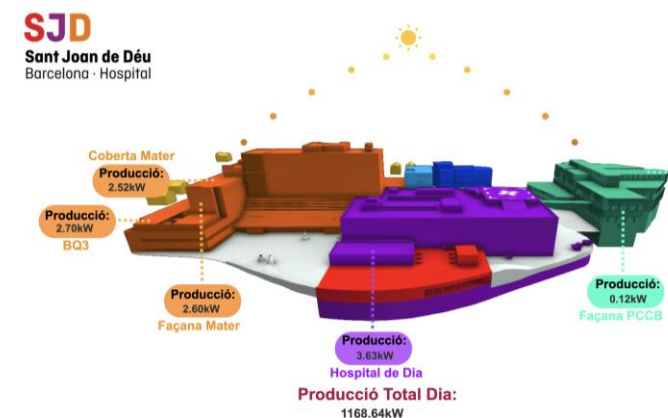 SJD
Sant Joan de Déu
Barcelona · Hospital
Coberta Mater
Producció:
2.52kW
Producció:
2.70kW
BQ3
Producció:
2.60kW
Façana Mater
Producció:
3.63kW
Hospital de Dia
Producció:
0.12kW
Façana PCCB
Producció Total Dia:
1168.64kW